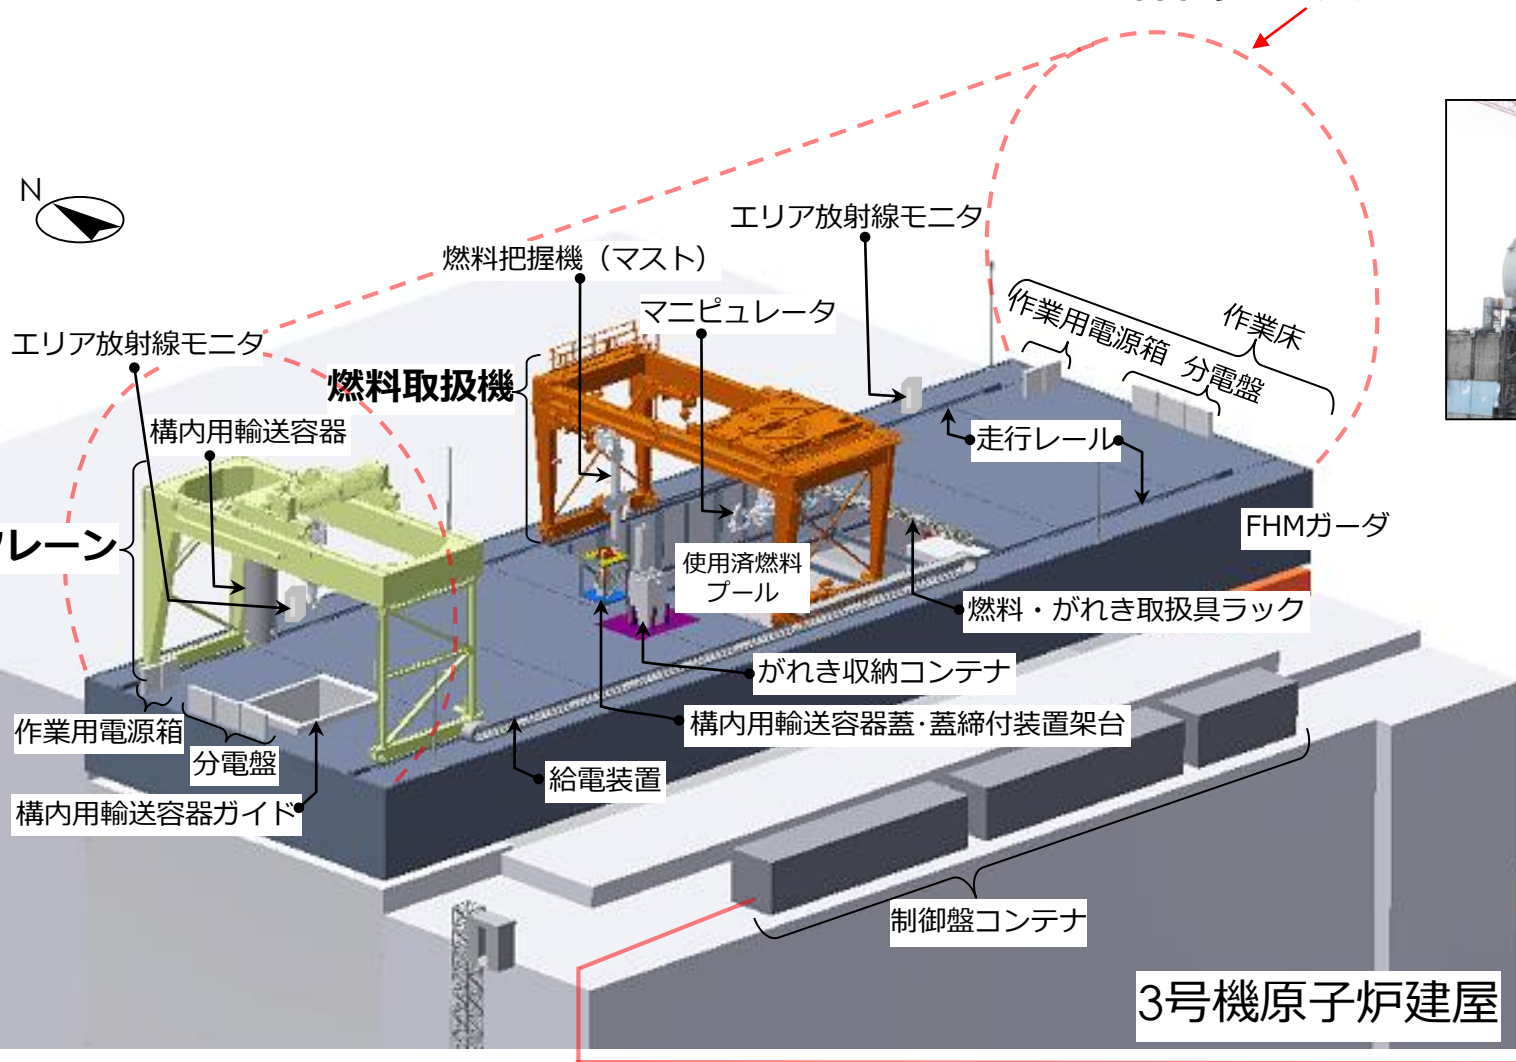 N
エリア放射線モニタ
燃料把握機（マスト）
マニピュレータ
エリア放射線モニタ
燃料取扱機
構内用輸送容器
レーン
作業用電源箱
分電盤
作業床
走行レール
FHMガーダ
使用済燃料
プール
燃料・がれき取扱具ラック
がれき収納コンテナ
構内用輸送容器蓋・蓋締付装置架台
作業用電源箱
分電盤
給電装置
構内用輸送容器ガイド
制御盤コンテナ
3号機原子炉建屋